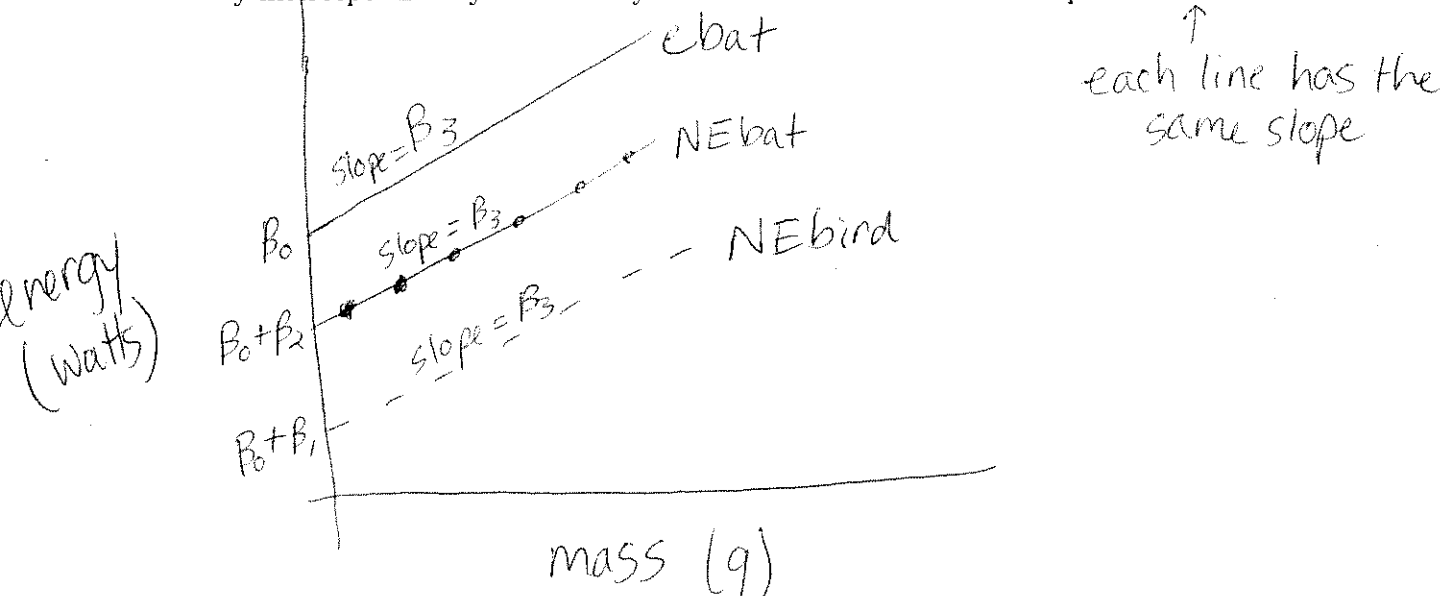 ebat
each line has the
same slope
slope=β3
NEbat
β0
slope=β3
NEbird
energy
(watts)
β0+β2
slope=β3
β0+β1
mass (g)